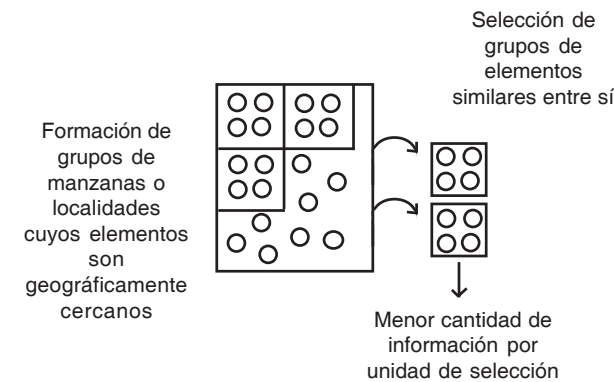 Selección de
grupos de
elementos
similares entre sí
Formación de
grupos de
manzanas o
localidades
cuyos elementos
son
geográficamente
cercanos
Menor cantidad de
información por
unidad de selección